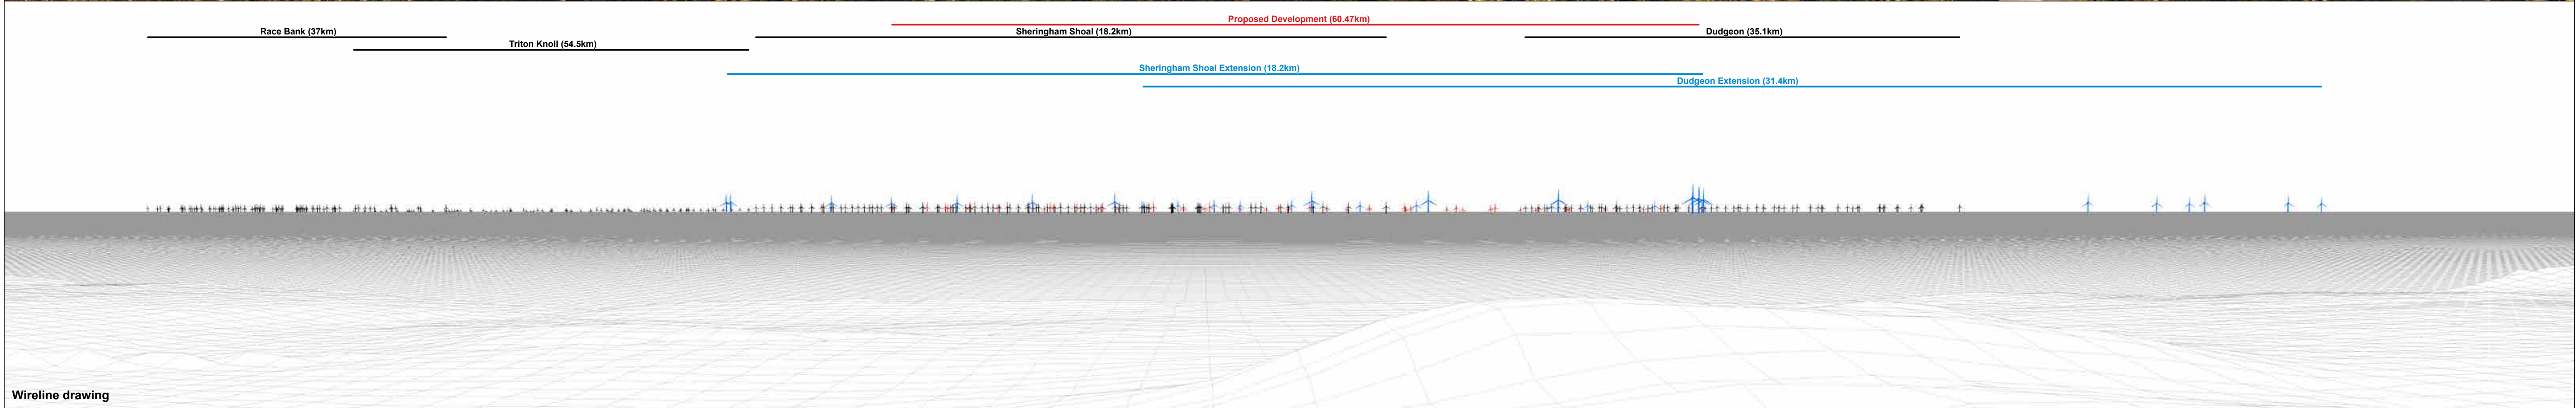 Proposed Development (60.47km)
Race Bank (37km)
Sheringham Shoal (18.2km)
Dudgeon (35.1km)
Triton Knoll (54.5km)
Sheringham Shoal Extension (18.2km)
Dudgeon Extension (31.4km)
Wireline drawing